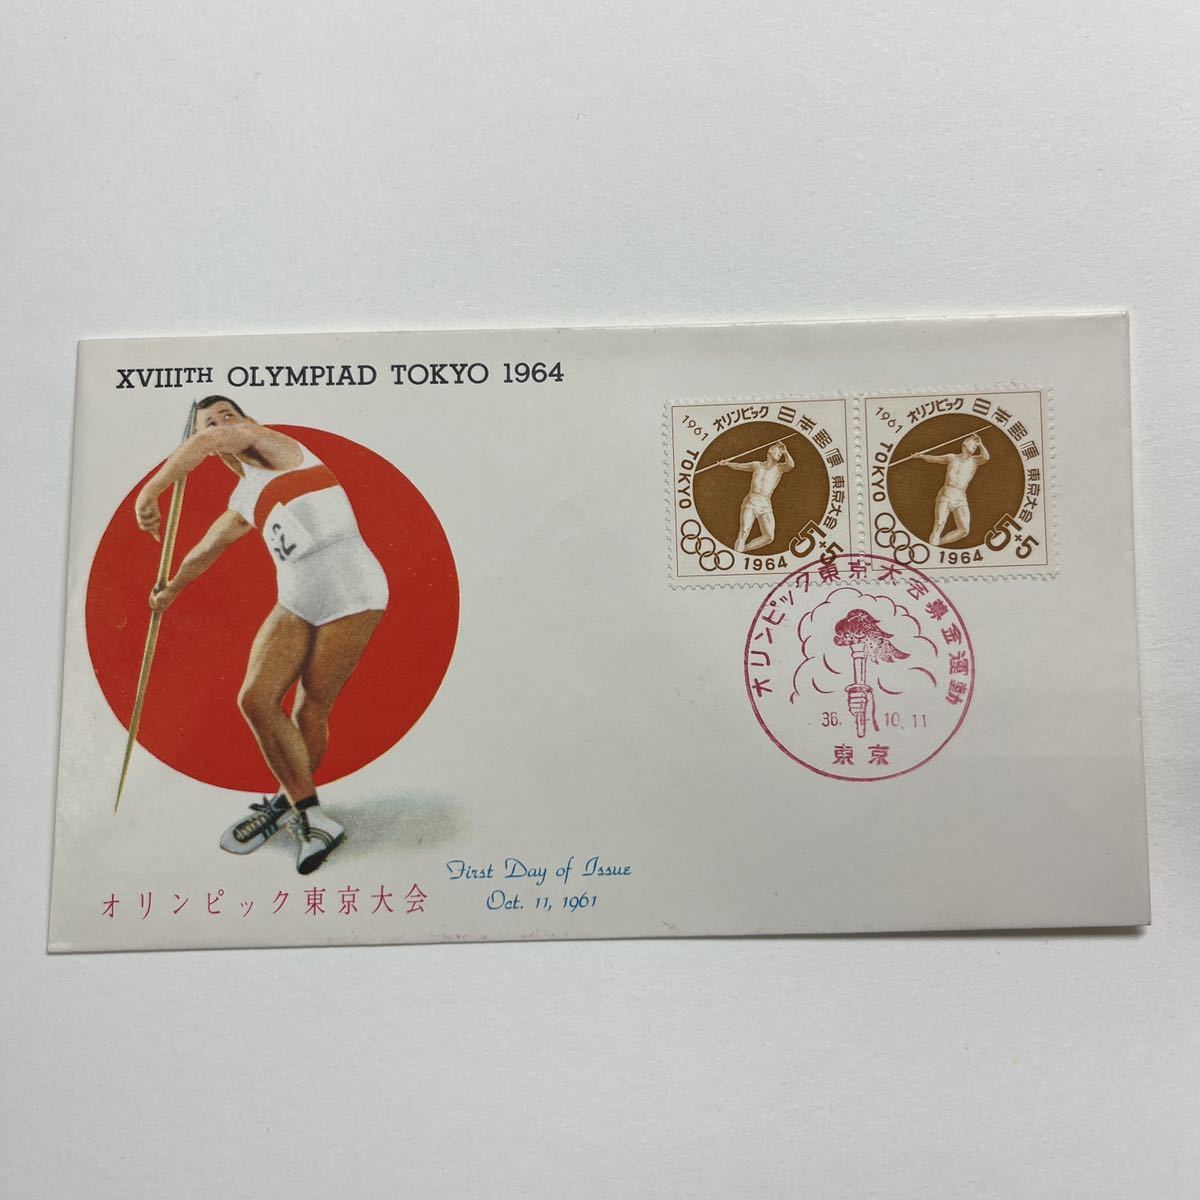 XVIIITH OLYMPIAD TOKYO 1964
1961 オリンピック 日本郵便 東京大会
TOKYO
1964
5+5
1961 オリンピック 日本郵便 東京大会
TOKYO
1964
5+5
オリンピック東京大会募金運動
36. 10.11
東京
First Day of Issue
Oct. 11, 1961
オリンピック東京大会